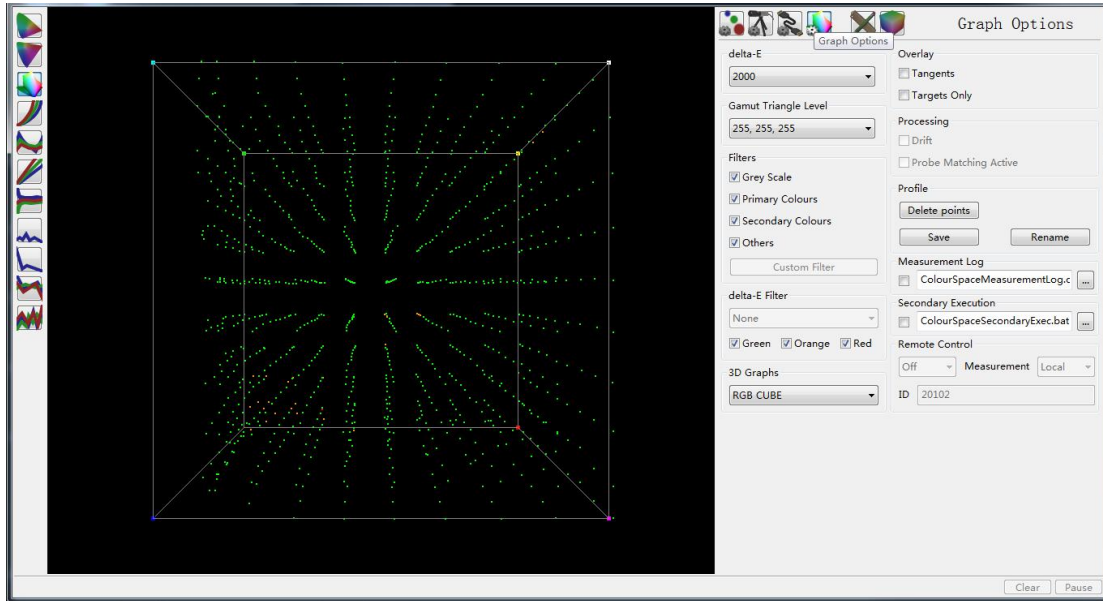 Graph Options
Graph Options
delta-E
2000
Gamut Triangle Level
255, 255, 255
Filters
Grey Scale
Primary Colours
Secondary Colours
Others
Custom Filter
delta-E Filter
None
Green Orange Red
3D Graphs
RGB CUBE
Overlay
Tangents
Targets Only
Processing
Drift
Probe Matching Active
Profile
Delete points
Save Rename
Measurement Log
ColourSpaceMeasurementLog.c ...
Secondary Execution
ColourSpaceSecondaryExec.bat ...
Remote Control
Off Measurement Local
ID 20102
Clear Pause